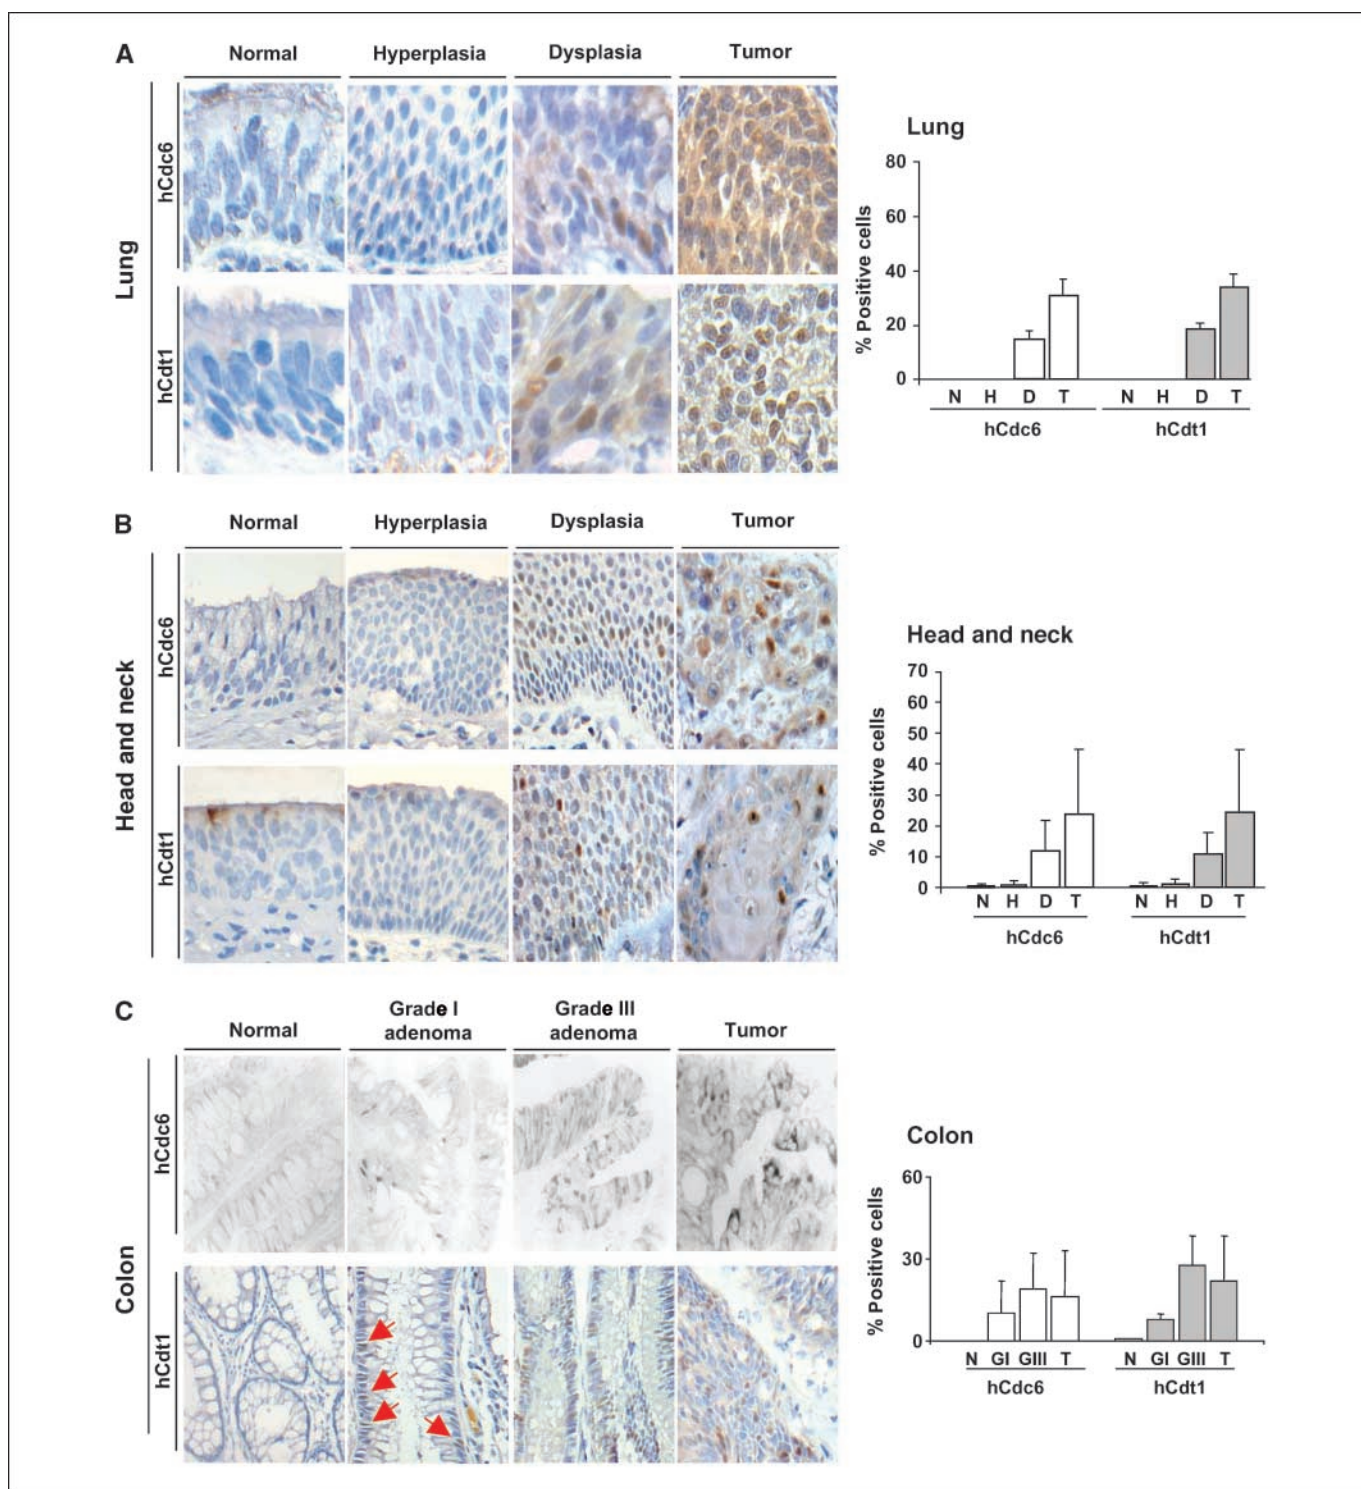 A
Normal Hyperplasia Dysplasia Tumor
Lung
hCdc6
hCdt1
Lung
% Positive cells
80
60
40
20
0
N H D T N H D T
hCdc6 hCdt1
B
Normal Hyperplasia Dysplasia Tumor
Head and neck
hCdc6
hCdt1
Head and neck
% Positive cells
70
60
50
40
30
20
10
0
N H D T N H D T
hCdc6 hCdt1
C
Normal Grade I adenoma Grade III adenoma Tumor
Colon
hCdc6
hCdt1
Colon
% Positive cells
60
30
0
N GI GIII T N GI GIII T
hCdc6 hCdt1